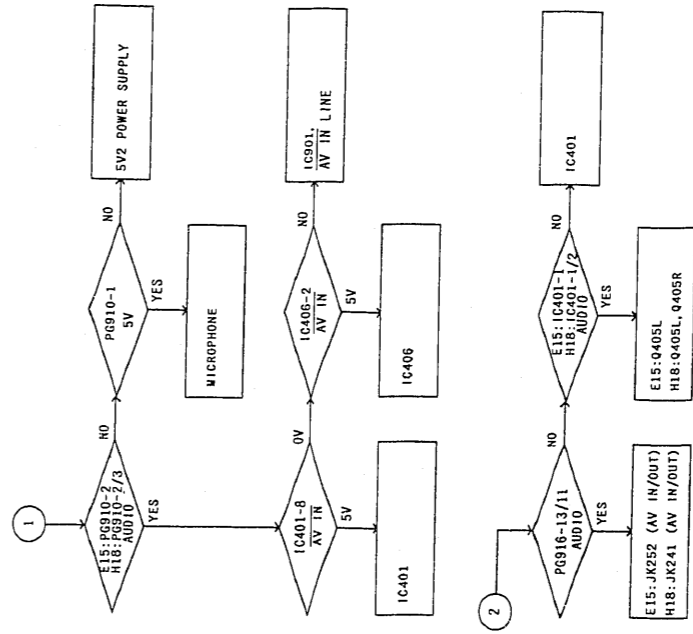 1
E15:PG910-2
H18:PG910-2/3
AUDIO
NO
YES
PG910-1
5V
NO
YES
5V2 POWER SUPPLY
MICROPHONE
IC401-8
AV IN
0V
5V
IC406-2
AV IN
NO
5V
IC901,
AV IN LINE
IC401
IC406
2
PG916-13/11
AUDIO
NO
YES
E15:IC401-1
H18:IC401-1/2
AUDIO
NO
YES
IC401
E15:JK252 (AV IN/OUT)
H18:JK241 (AV IN/OUT)
E15:Q405L
H18:Q405L,Q405R